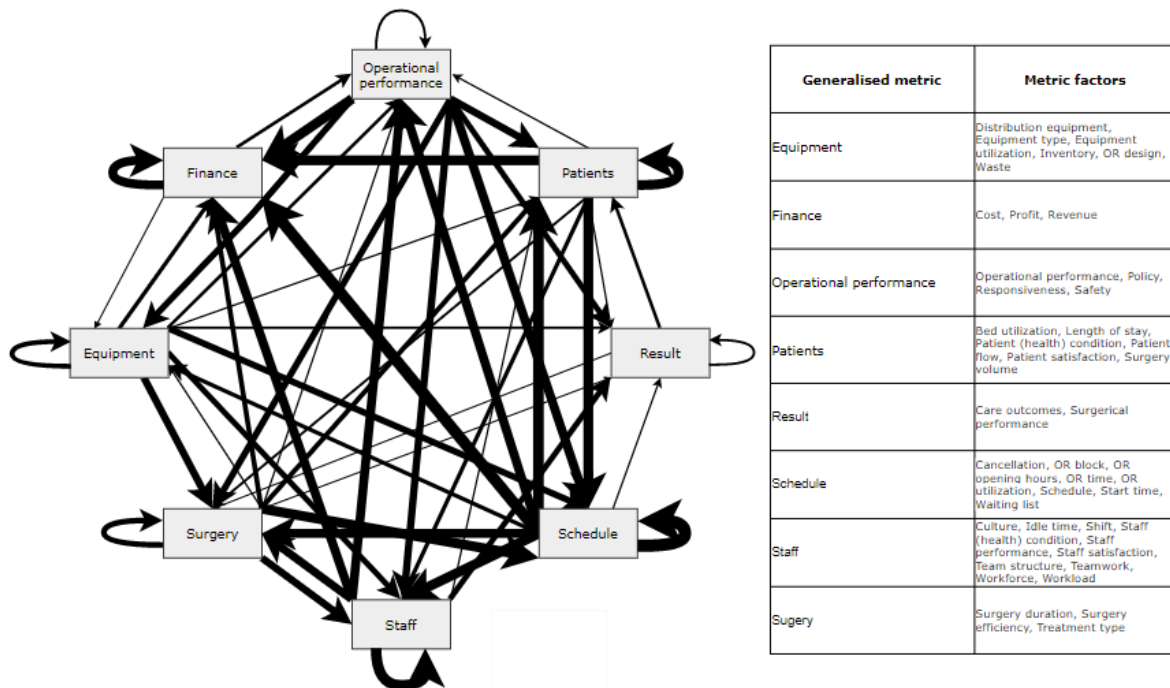 Operational
performance
Finance
Patients
Equipment
Result
Surgery
Schedule
Staff
Generalised metric
Metric factors
Equipment
Distribution equipment,
Equipment type, Equipment
utilization, Inventory, OR design,
Waste
Finance
Cost, Profit, Revenue
Operational performance
Operational performance, Policy,
Responsiveness, Safety
Patients
Bed utilization, Length of stay,
Patient (health) condition, Patient
flow, Patient satisfaction, Surgery
volume
Result
Care outcomes, Surgerical
performance
Schedule
Cancellation, OR block, OR
opening hours, OR time, OR
utilization, Schedule, Start time,
Waiting list
Staff
Culture, Idle time, Shift, Staff
(health) condition, Staff
performance, Staff satisfaction,
Team structure, Teamwork,
Workforce, Workload
Sugery
Surgery duration, Surgery
efficiency, Treatment type